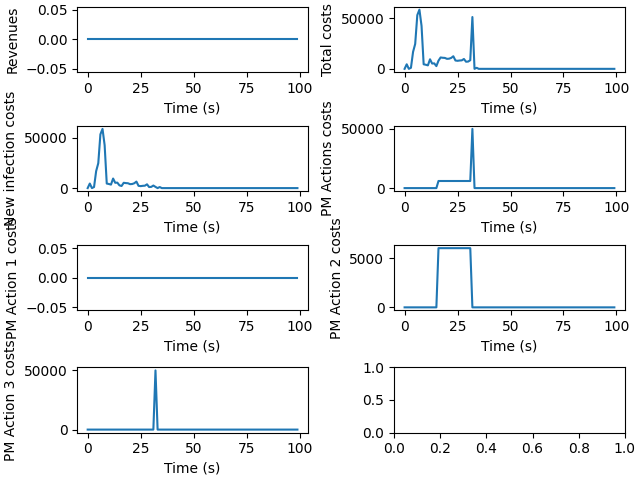 Revenues
0.05
0.00
−0.05
0 25 50 75 100
Time (s)
Total costs
50000
0
0 25 50 75 100
Time (s)
New infection costs
50000
0
0 25 50 75 100
Time (s)
PM Actions costs
50000
0
0 25 50 75 100
Time (s)
PM Action 1 costs
0.05
0.00
−0.05
0 25 50 75 100
Time (s)
PM Action 2 costs
5000
0
0 25 50 75 100
Time (s)
PM Action 3 costs
50000
0
0 25 50 75 100
Time (s)
1.0
0.5
0.0
0.0 0.2 0.4 0.6 0.8 1.0